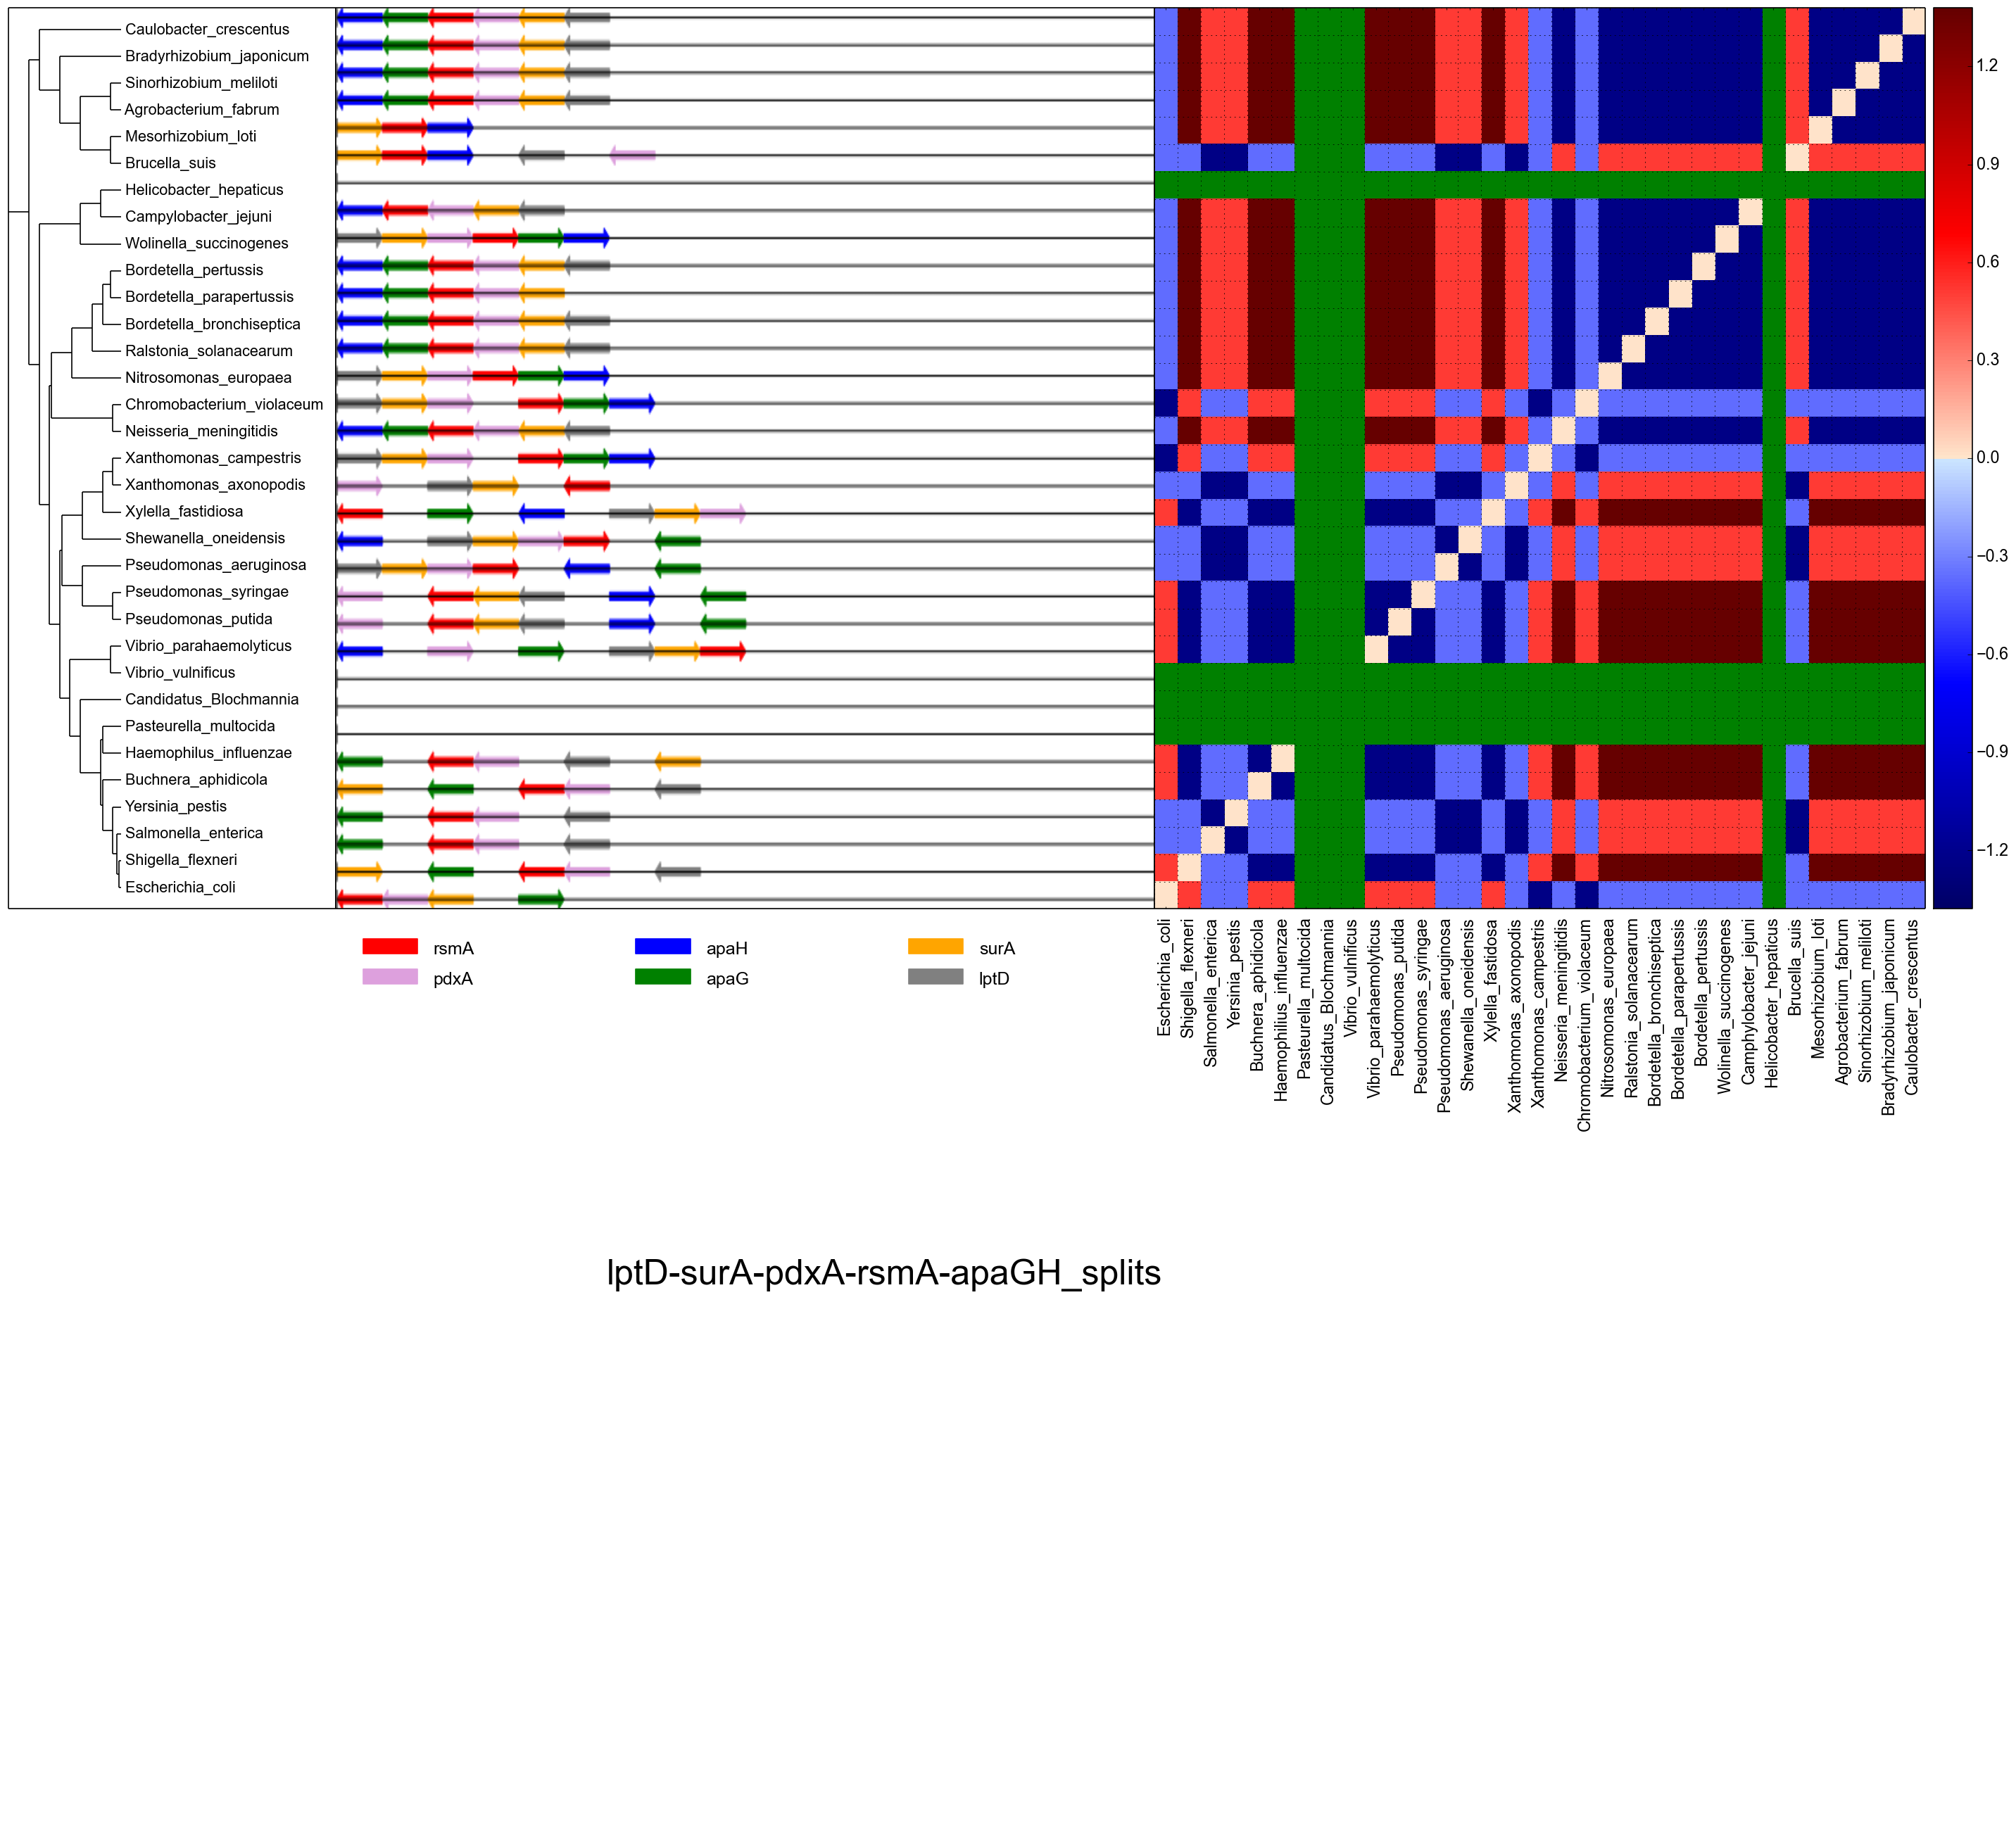 Caulobacter_crescentus
Bradyrhizobium_japonicum
Sinorhizobium_meliloti
Agrobacterium_fabrum
Mesorhizobium_loti
Brucella_suis
Helicobacter_hepaticus
Campylobacter_jejuni
Wolinella_succinogenes
Bordetella_pertussis
Bordetella_parapertussis
Bordetella_bronchiseptica
Ralstonia_solanacearum
Nitrosomonas_europaea
Chromobacterium_violaceum
Neisseria_meningitidis
Xanthomonas_campestris
Xanthomonas_axonopodis
Xylella_fastidiosa
Shewanella_oneidensis
Pseudomonas_aeruginosa
Pseudomonas_syringae
Pseudomonas_putida
Vibrio_parahaemolyticus
Vibrio_vulnificus
Candidatus_Blochmannia
Pasteurella_multocida
Haemophilus_influenzae
Buchnera_aphidicola
Yersinia_pestis
Salmonella_enterica
Shigella_flexneri
Escherichia_coli
1.2
0.9
0.6
0.3
0.0
−0.3
−0.6
−0.9
−1.2
rsmA
apaH
surA
pdxA
apaG
lptD
Escherichia_coli
Shigella_flexneri
Salmonella_enterica
Yersinia_pestis
Buchnera_aphidicola
Haemophilus_influenzae
Pasteurella_multocida
Candidatus_Blochmannia
Vibrio_vulnificus
Vibrio_parahaemolyticus
Pseudomonas_putida
Pseudomonas_syringae
Pseudomonas_aeruginosa
Shewanella_oneidensis
Xylella_fastidosa
Xanthomonas_axonopodis
Xanthomonas_campestris
Neisseria_meningitidis
Chromobacterium_violaceum
Nitrosomonas_europaea
Ralstonia_solanacearum
Bordetella_bronchiseptica
Bordetella_parapertussis
Bordetella_pertussis
Wolinella_succinogenes
Camphylobacter_jejuni
Helicobacter_hepaticus
Brucella_suis
Mesorhizobium_loti
Agrobacterium_fabrum
Sinorhizobium_meliloti
Bradyrhizobium_japonicum
Caulobacter_crescentus
lptD-surA-pdxA-rsmA-apaGH_splits